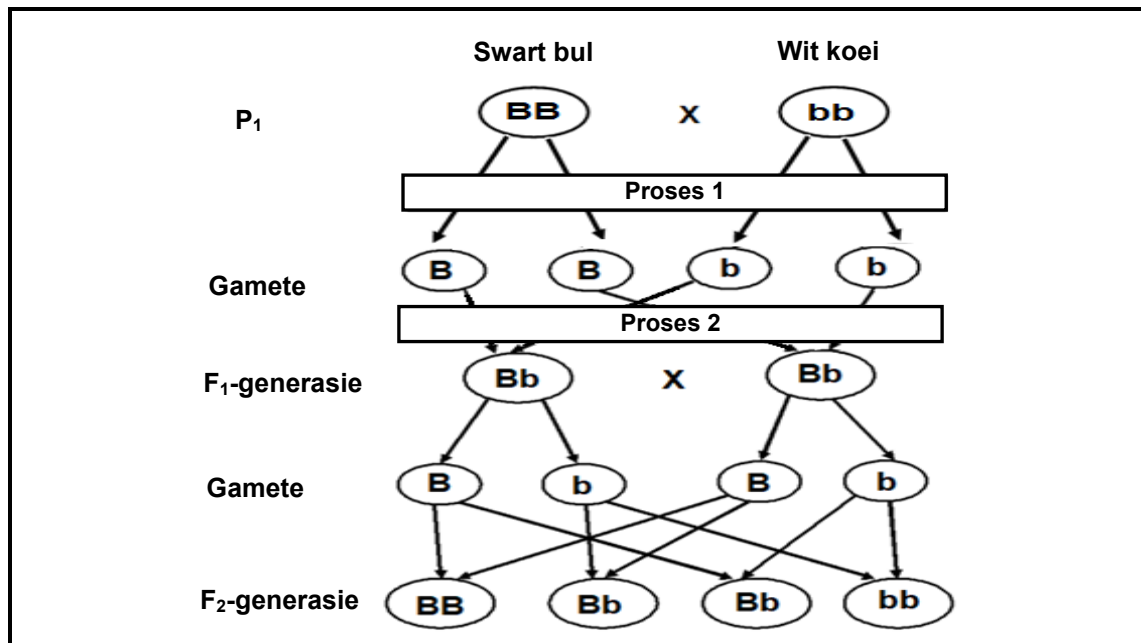 Swart bul Wit koei
P₁ BB X bb
Proses 1
Gamete B B b b
Proses 2
F₁-generasie Bb X Bb
Gamete B b B b
F₂-generasie BB Bb Bb bb